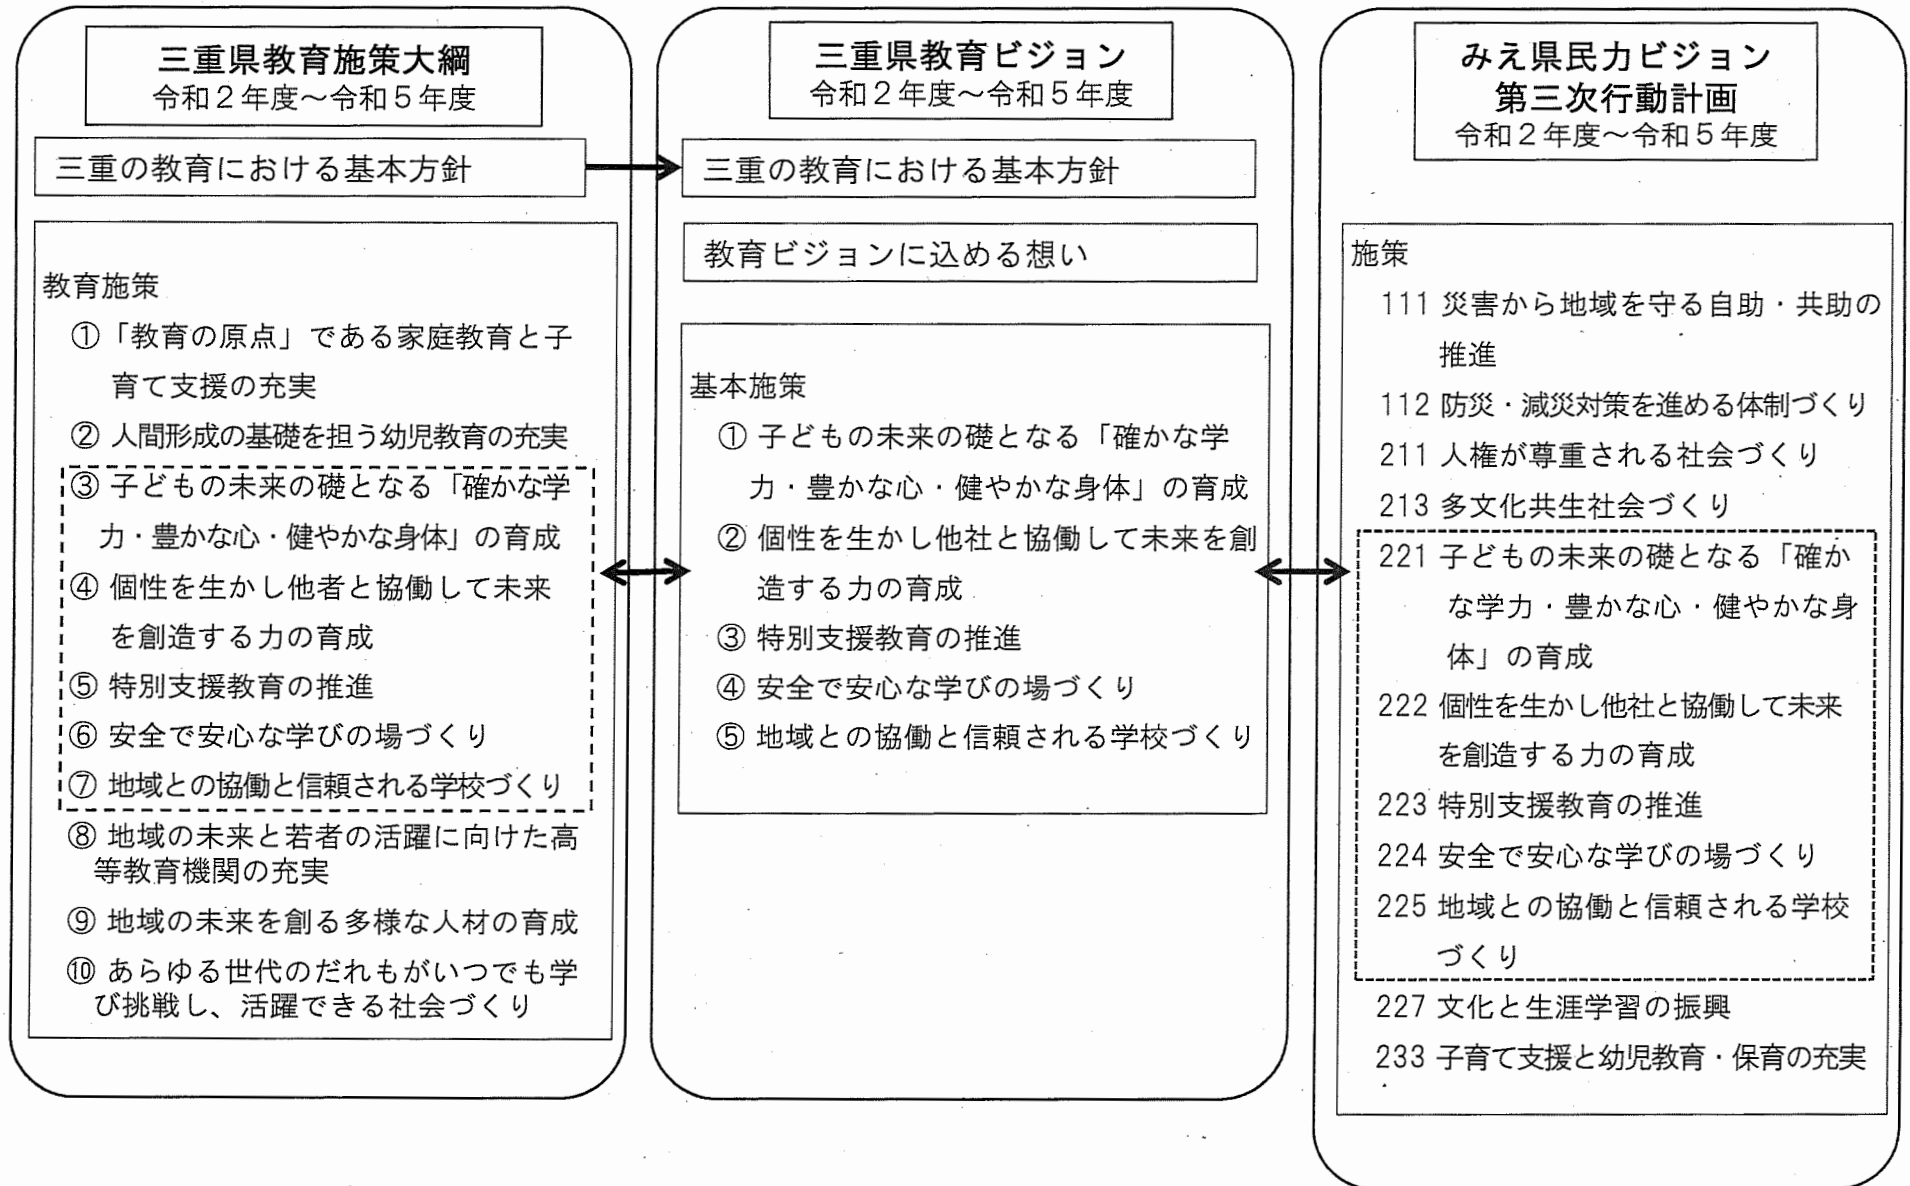 三重県教育施策大綱
令和２年度～令和５年度
三重の教育における基本方針
教育施策
①「教育の原点」である家庭教育と子
育て支援の充実
② 人間形成の基礎を担う幼児教育の充実
③ 子どもの未来の礎となる「確かな学
力・豊かな心・健やかな身体」の育成
④ 個性を生かし他者と協働して未来
を創造する力の育成
⑤ 特別支援教育の推進
⑥ 安全で安心な学びの場づくり
⑦ 地域との協働と信頼される学校づくり
⑧ 地域の未来と若者の活躍に向けた高
等教育機関の充実
⑨ 地域の未来を創る多様な人材の育成
⑩ あらゆる世代のだれもがいつでも学
び挑戦し、活躍できる社会づくり
三重県教育ビジョン
令和２年度～令和５年度
三重の教育における基本方針
教育ビジョンに込める想い
基本施策
① 子どもの未来の礎となる「確かな学
力・豊かな心・健やかな身体」の育成
② 個性を生かし他社と協働して未来を創
造する力の育成
③ 特別支援教育の推進
④ 安全で安心な学びの場づくり
⑤ 地域との協働と信頼される学校づくり
みえ県民力ビジョン
第三次行動計画
令和２年度～令和５年度
施策
111 災害から地域を守る自助・共助の
推進
112 防災・減災対策を進める体制づくり
211 人権が尊重される社会づくり
213 多文化共生社会づくり
221 子どもの未来の礎となる「確か
な学力・豊かな心・健やかな身
体」の育成
222 個性を生かし他社と協働して未来
を創造する力の育成
223 特別支援教育の推進
224 安全で安心な学びの場づくり
225 地域との協働と信頼される学校
づくり
227 文化と生涯学習の振興
233 子育て支援と幼児教育・保育の充実